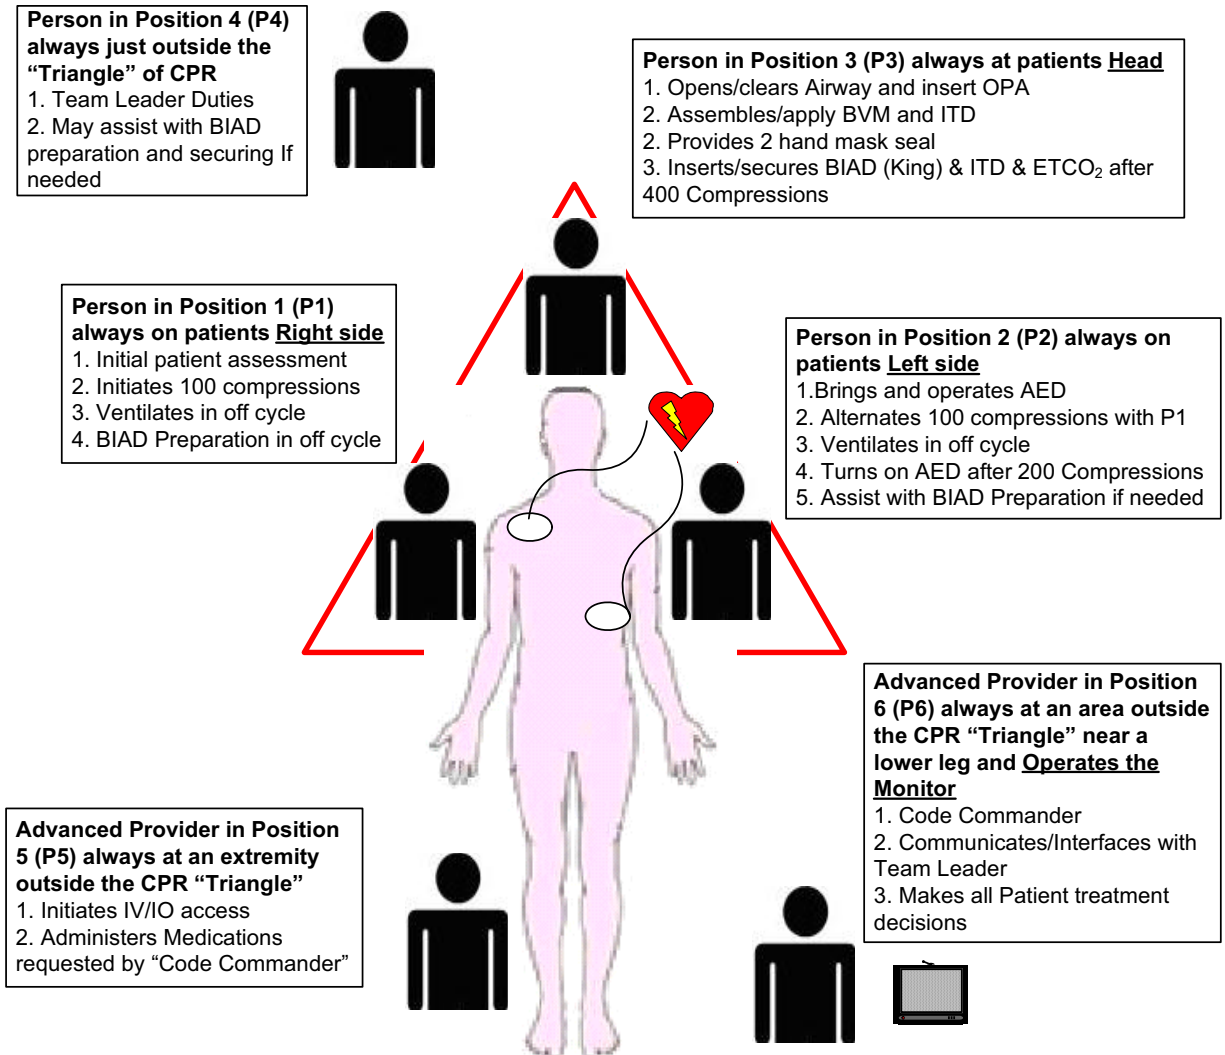 Person in Position 4 (P4)
always just outside the
“Triangle” of CPR
1. Team Leader Duties
2. May assist with BIAD
preparation and securing If
needed
Person in Position 3 (P3) always at patients Head
1. Opens/clears Airway and insert OPA
2. Assembles/apply BVM and ITD
2. Provides 2 hand mask seal
3. Inserts/secures BIAD (King) & ITD & ETCO₂ after
400 Compressions
Person in Position 1 (P1)
always on patients Right side
1. Initial patient assessment
2. Initiates 100 compressions
3. Ventilates in off cycle
4. BIAD Preparation in off cycle
Person in Position 2 (P2) always on
patients Left side
1.Brings and operates AED
2. Alternates 100 compressions with P1
3. Ventilates in off cycle
4. Turns on AED after 200 Compressions
5. Assist with BIAD Preparation if needed
Advanced Provider in Position
6 (P6) always at an area outside
the CPR “Triangle” near a
lower leg and Operates the
Monitor
1. Code Commander
2. Communicates/Interfaces with
Team Leader
3. Makes all Patient treatment
decisions
Advanced Provider in Position
5 (P5) always at an extremity
outside the CPR “Triangle”
1. Initiates IV/IO access
2. Administers Medications
requested by “Code Commander”